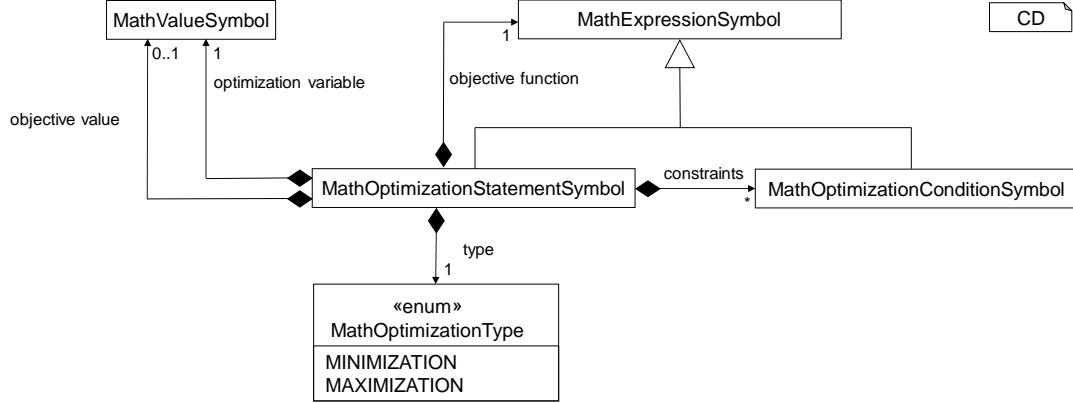 MathValueSymbol
MathExpressionSymbol
CD
0..1
1
1
optimization variable
objective function
objective value
MathOptimizationStatementSymbol
constraints
*
MathOptimizationConditionSymbol
type
1
«enum»
MathOptimizationType
MINIMIZATION
MAXIMIZATION